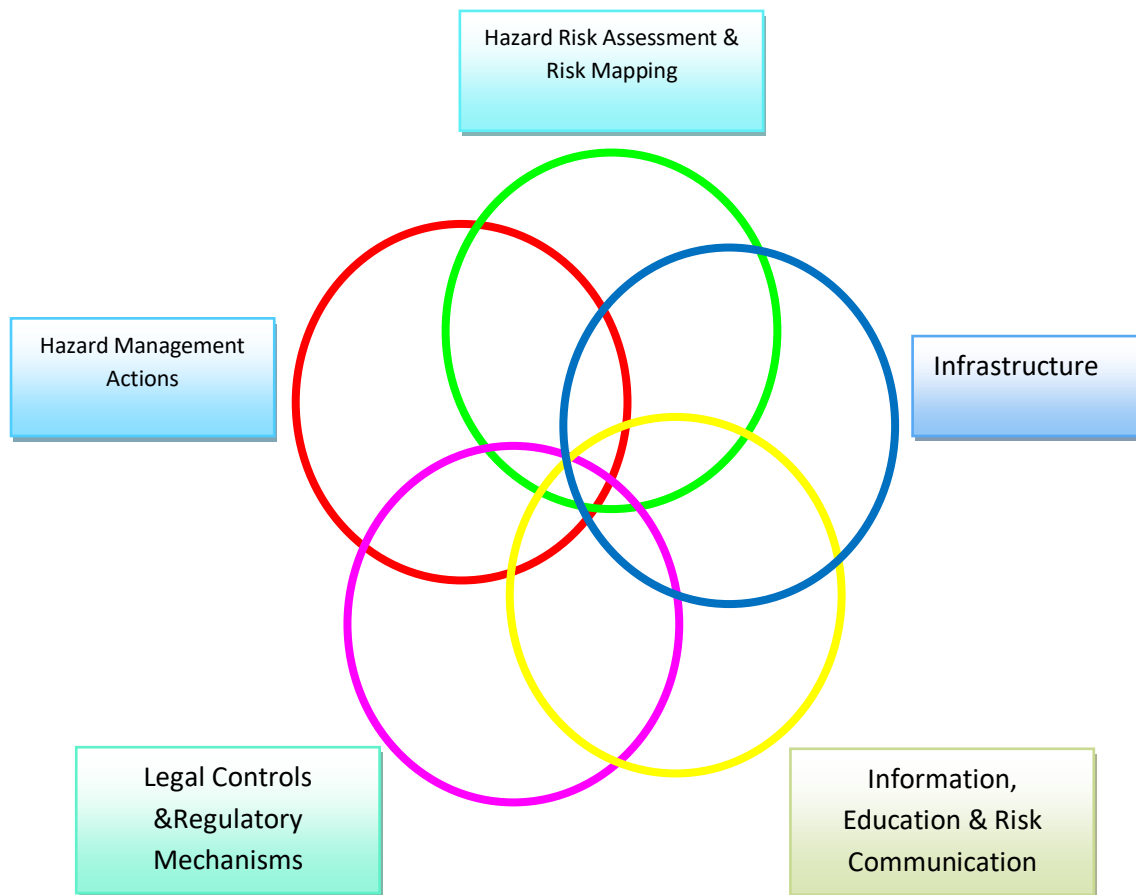 Hazard Risk Assessment &
Risk Mapping
Hazard Management
Actions
Infrastructure
Legal Controls
&Regulatory
Mechanisms
Information,
Education & Risk
Communication